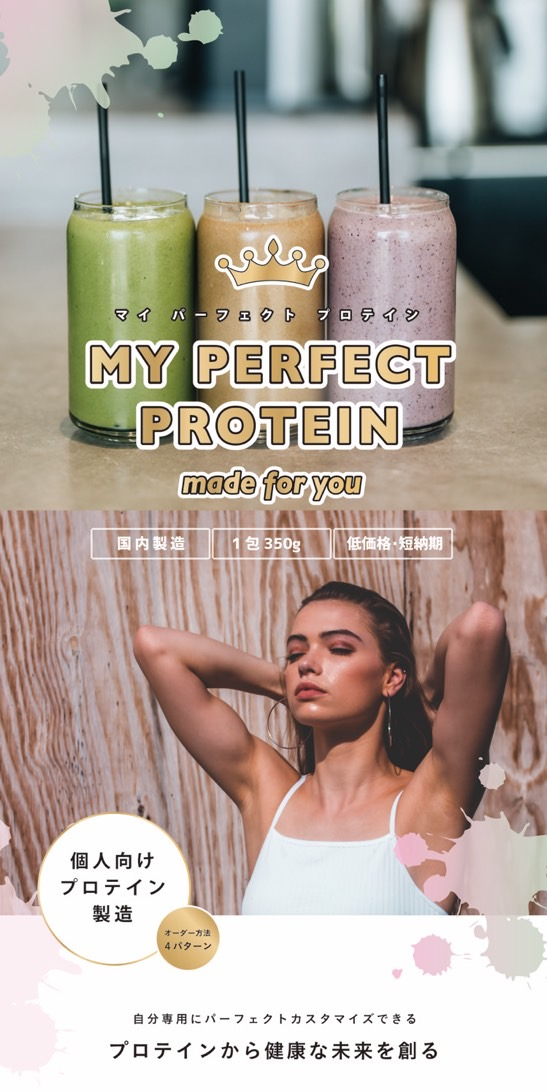 マイ パーフェクト プロテイン
MY PERFECT
PROTEIN
made for you
国内製造
1包350g
低価格・短納期
個人向け
プロテイン
製造
オーダー方法
4パターン
自分専用にパーフェクトカスタマイズできる
プロテインから健康な未来を創る